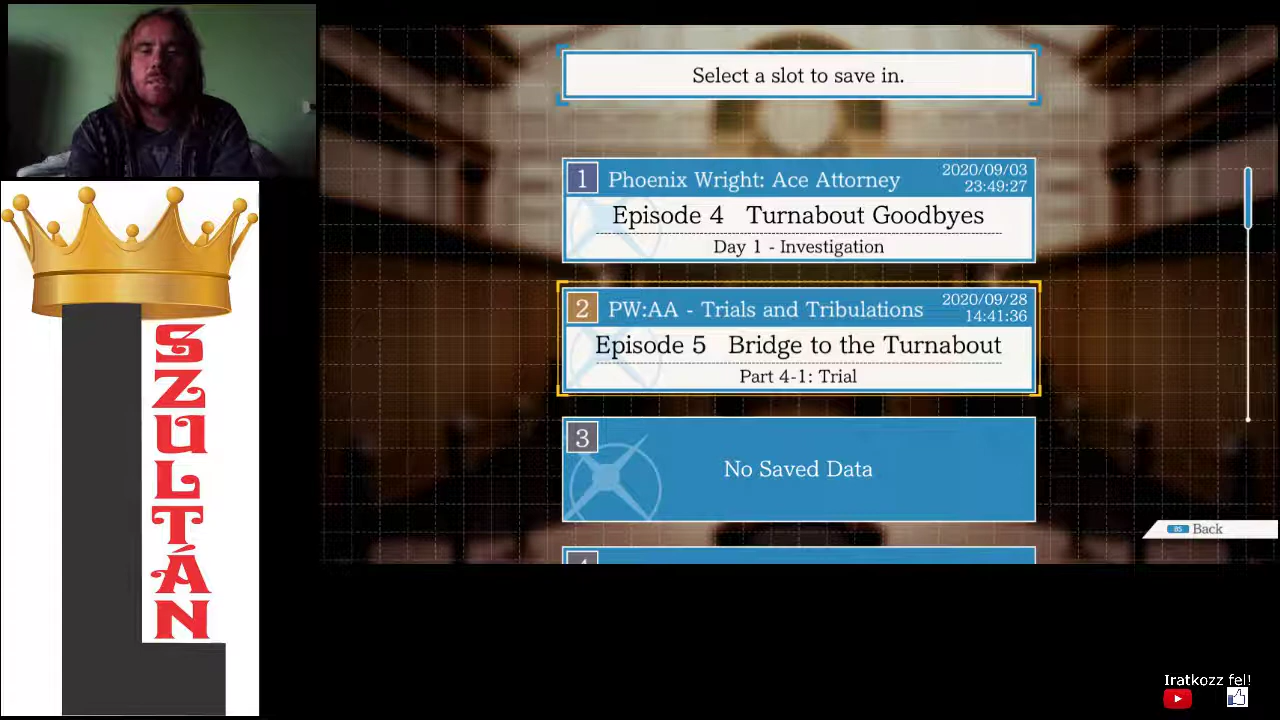 SZULTÁN
Select a slot to save in.
1 Phoenix Wright: Ace Attorney 2020/09/03 23:49:27
Episode 4 Turnabout Goodbyes
Day 1 - Investigation
2 PW:AA - Trials and Tribulations 2020/09/28 14:41:36
Episode 5 Bridge to the Turnabout
Part 4-1: Trial
3
No Saved Data
4
BS Back
Iratkozz fel!